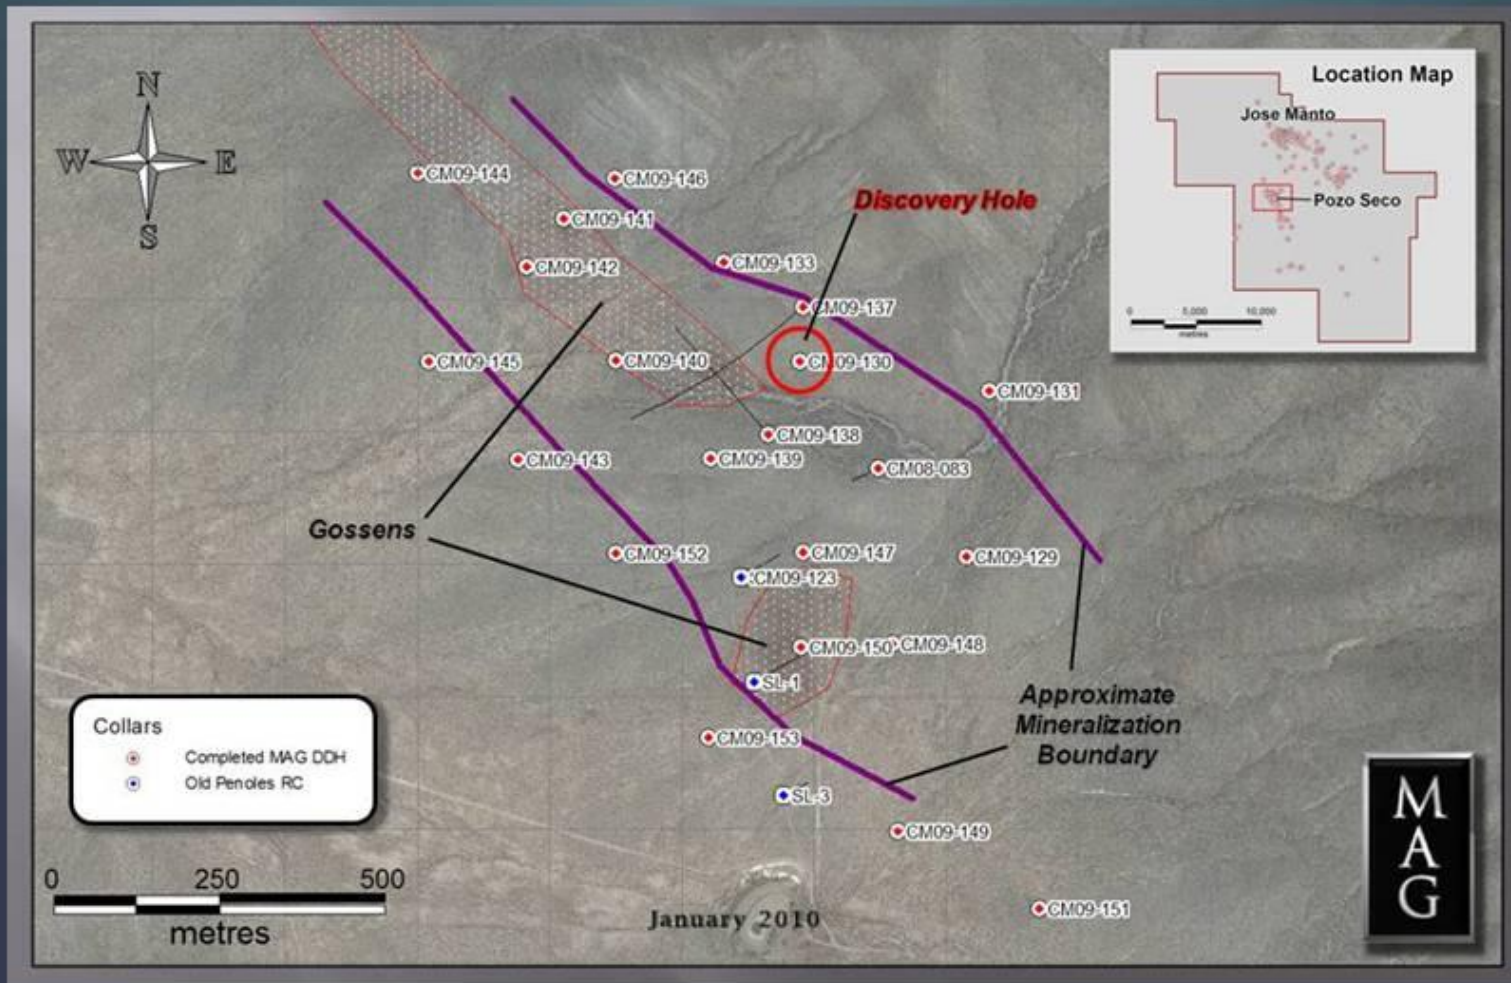 Location Map
Jose Manto
Pozo Seco
0 5,000 10,000
metres
N
W E
S
Discovery Hole
CM09-144
CM09-146
CM09-141
CM09-142
CM09-133
CM09-137
CM09-145
CM09-140
CM09-130
CM09-131
CM09-138
CM09-143
CM09-139
CM08-083
Gossens
CM09-152
CM09-147
CM09-129
CM09-123
CM09-150
CM09-148
SL-1
Approximate
Mineralization
Boundary
CM09-153
SL-3
CM09-149
CM09-151
Collars
Completed MAG DDH
Old Penoles RC
0 250 500
metres
January 2010
M
A
G